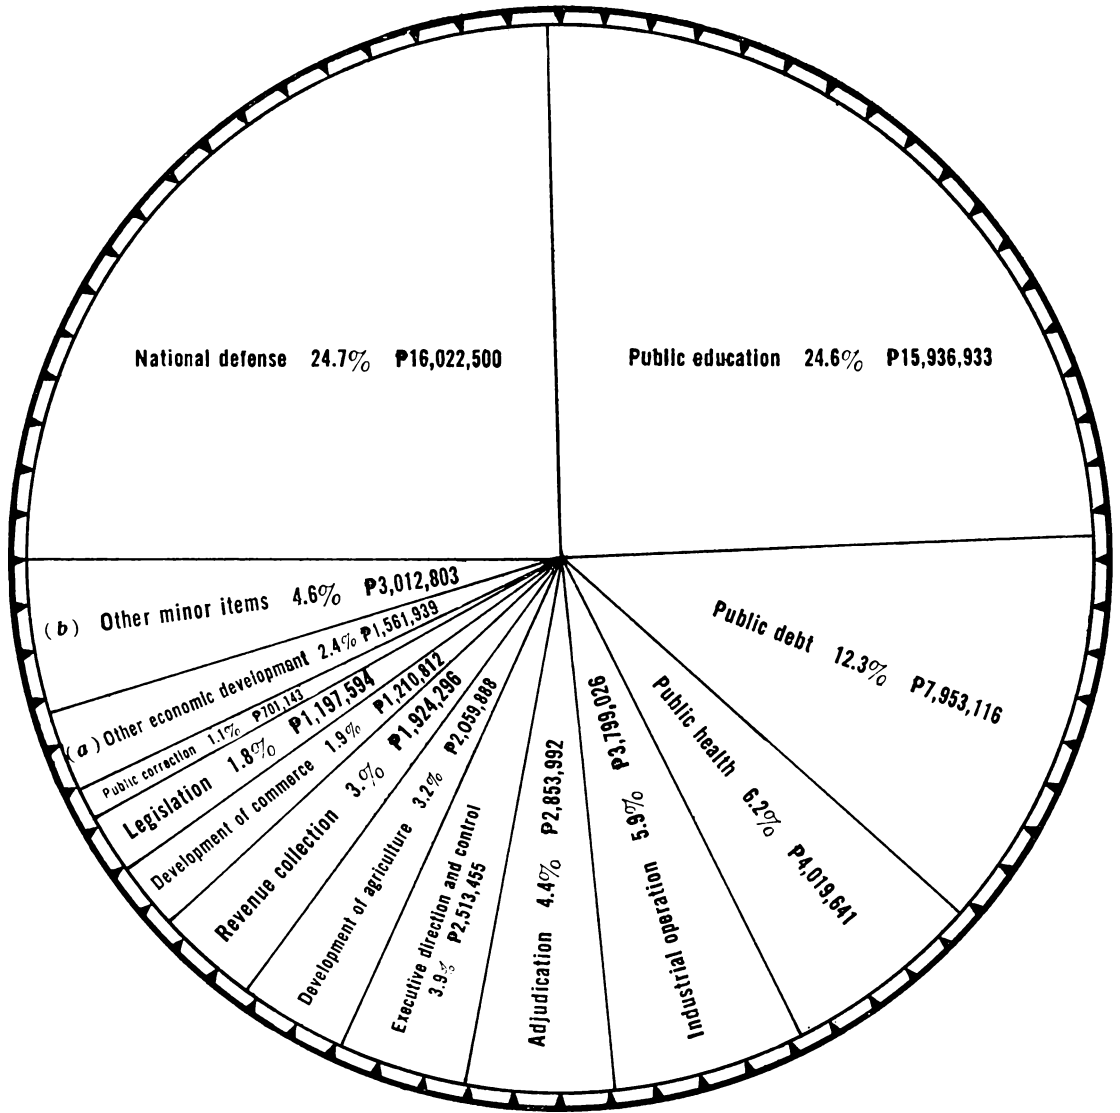 National defense 24.7% ₱16,022,500
Public education 24.6% ₱15,936,933
Public debt 12.3% ₱7,953,116
Public health 6.2% ₱4,019,641
Industrial operation 5.9% ₱3,799,026
Adjudication 4.4% ₱2,853,992
Executive direction and control
3.9% ₱2,513,455
Development of agriculture 3.2% ₱2,059,888
Revenue collection 3.% ₱1,924,296
Development of commerce 1.9% ₱1,210,812
Legislation 1.8% ₱1,197,594
Public correction 1.1% ₱701,143
(a) Other economic development 2.4% ₱1,561,939
(b) Other minor items 4.6% ₱3,012,803